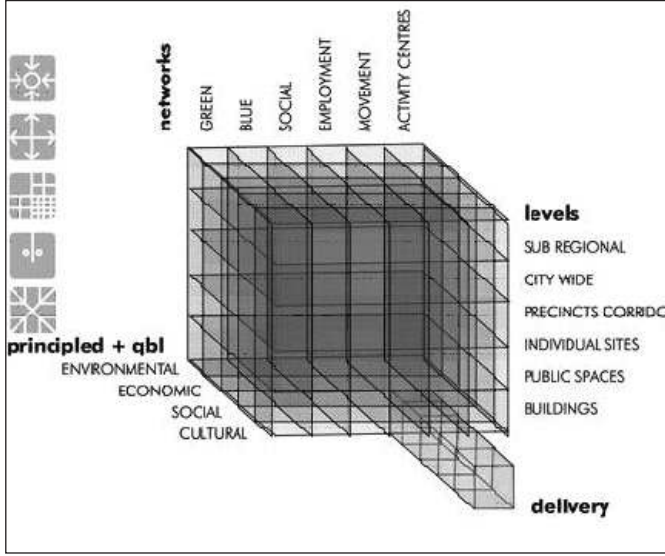 networks
GREEN
BLUE
SOCIAL
EMPLOYMENT
MOVEMENT
ACTIVITY CENTRES
levels
SUB REGIONAL
CITY WIDE
PRECINCTS CORRIDO
INDIVIDUAL SITES
PUBLIC SPACES
BUILDINGS
principled + qbl
ENVIRONMENTAL
ECONOMIC
SOCIAL
CULTURAL
delivery